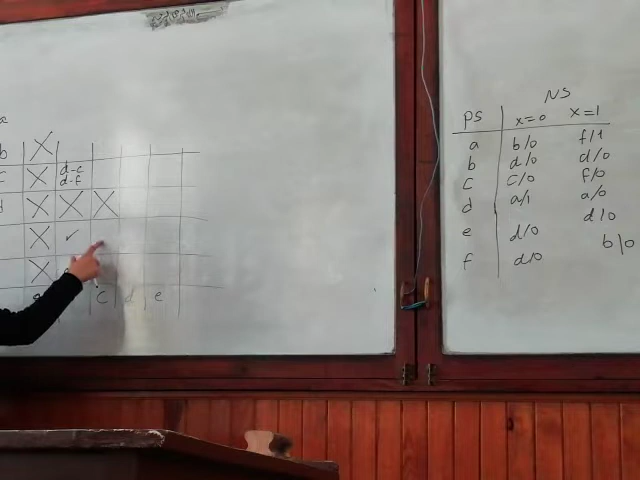 a
b X
c X d-c
d-f
d X X X
X ✓
X
c d e
NS
PS x=0 x=1
a b/0 f/1
b d/0 d/0
c c/0 f/0
d a/1 a/0
e d/0 d/0
f d/0 b/0